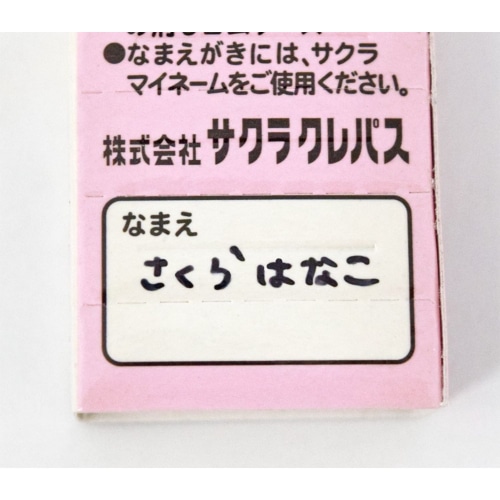 ●なまえがきには、サクラ
マイネームをご使用ください。
株式会社サクラクレパス
なまえ
さくらはなこ